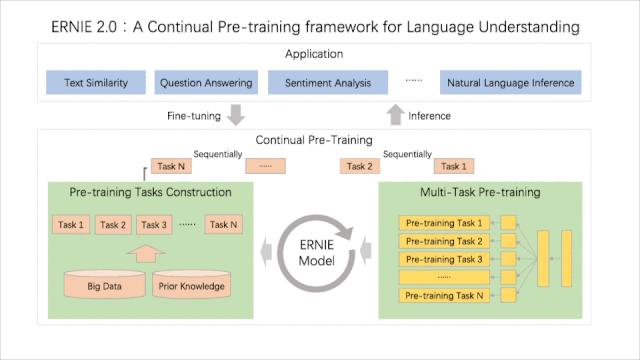 ERNIE 2.0：A Continual Pre-training framework for Language Understanding
Application
Text Similarity
Question Answering
Sentiment Analysis
······
Natural Language Inference
Fine-tuning
Inference
Continual Pre-Training
Task N
Sequentially
······
Task 2
Sequentially
Task 1
Pre-training Tasks Construction
Task 1
Task 2
Task 3
······
Task N
Big Data
Prior Knowledge
ERNIE
Model
Multi-Task Pre-training
Pre-training Task 1
Pre-training Task 2
Pre-training Task 3
······
Pre-training Task N